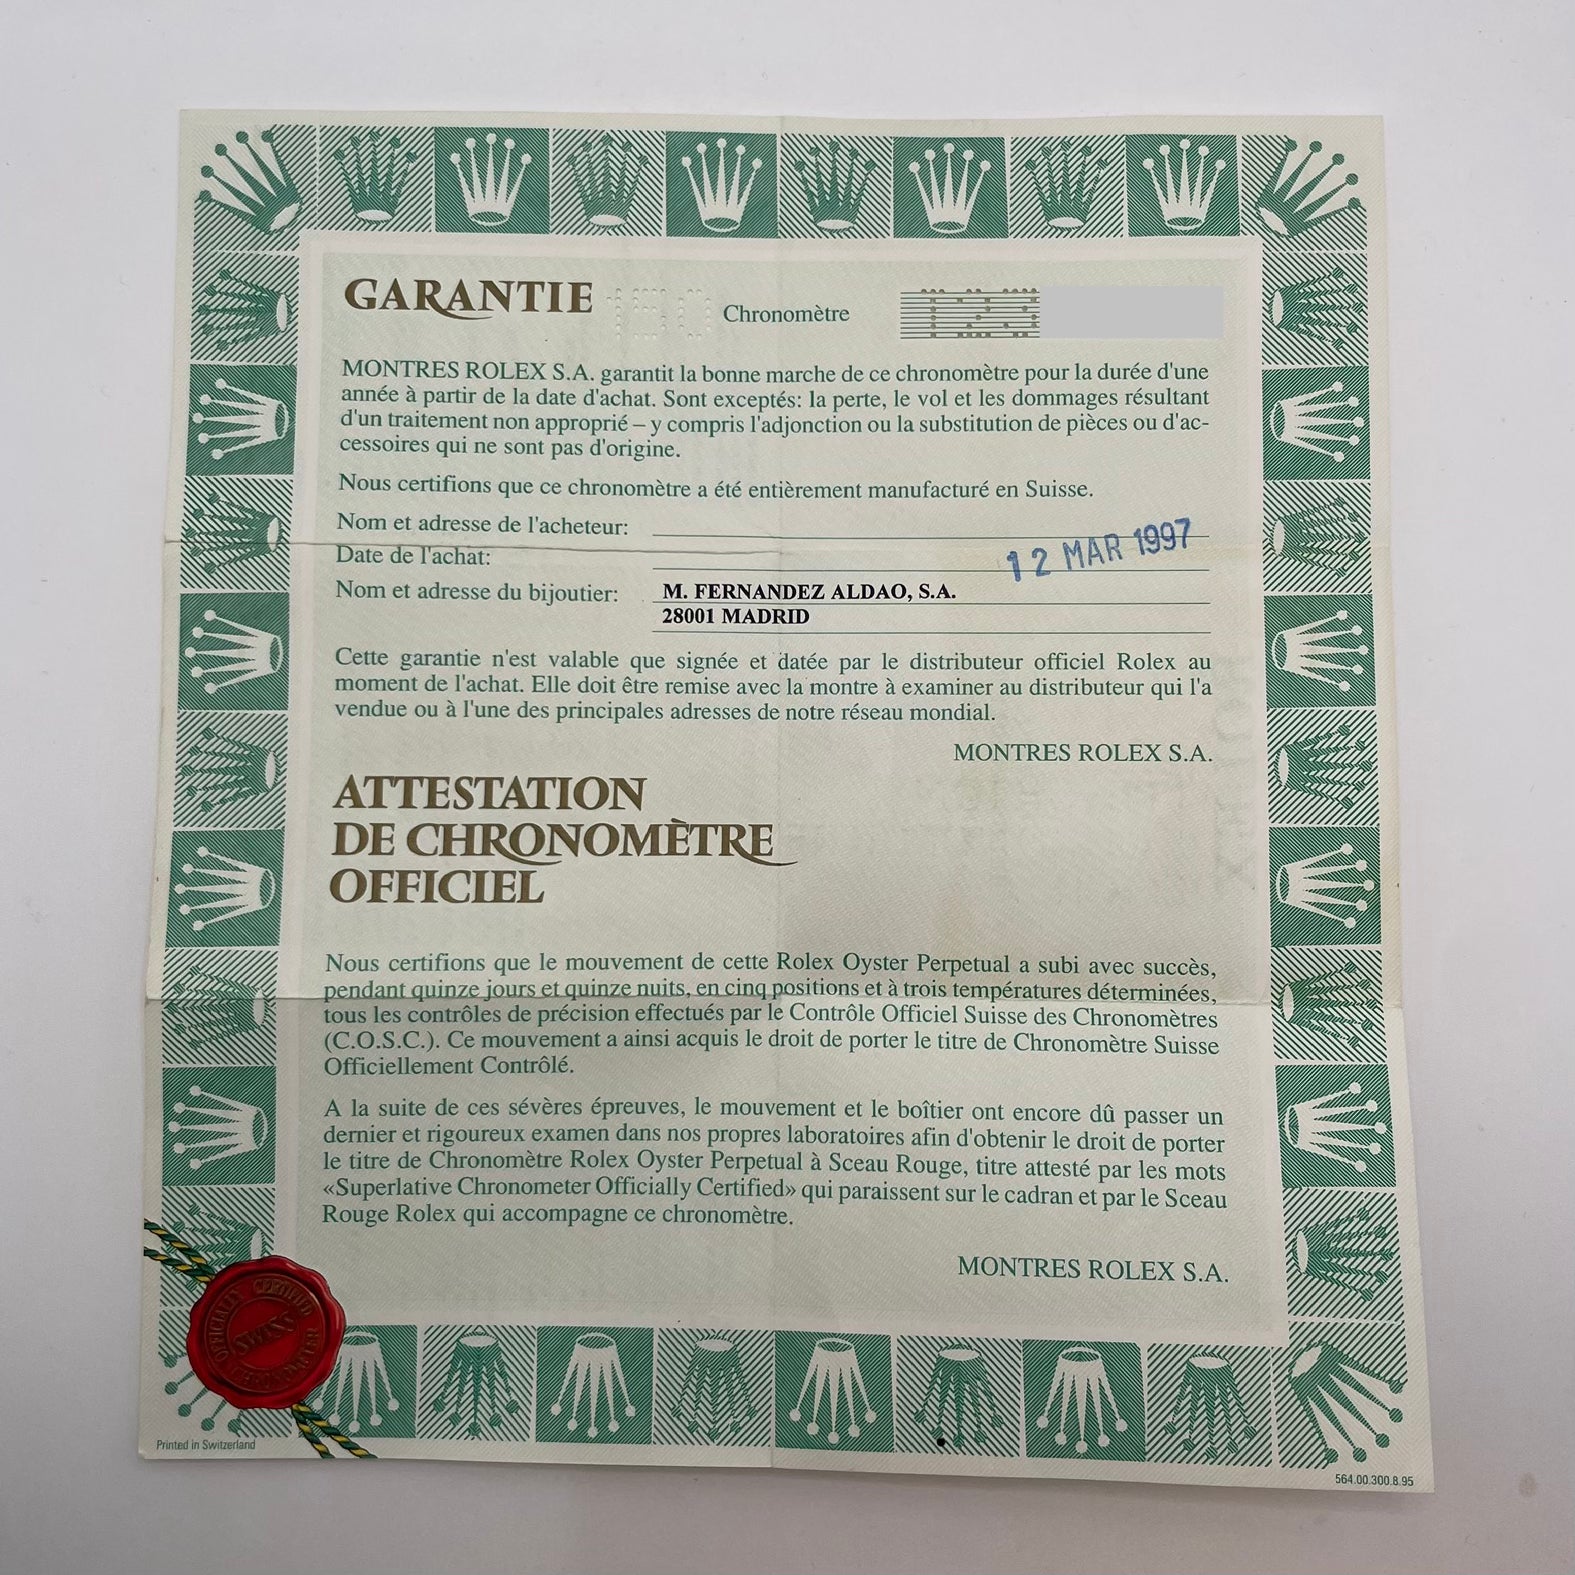 GARANTIE 150 Chronomètre
MONTRES ROLEX S.A. garantit la bonne marche de ce chronomètre pour la durée d'une
année à partir de la date d'achat. Sont exceptés: la perte, le vol et les dommages résultant
d'un traitement non approprié – y compris l'adjonction ou la substitution de pièces ou d'ac-
cessoires qui ne sont pas d'origine.
Nous certifions que ce chronomètre a été entièrement manufacturé en Suisse.
Nom et adresse de l'acheteur:
Date de l'achat: 12 MAR 1997
Nom et adresse du bijoutier: M. FERNANDEZ ALDAO, S.A.
28001 MADRID
Cette garantie n'est valable que signée et datée par le distributeur officiel Rolex au
moment de l'achat. Elle doit être remise avec la montre à examiner au distributeur qui l'a
vendue ou à l'une des principales adresses de notre réseau mondial.
MONTRES ROLEX S.A.
ATTESTATION
DE CHRONOMÈTRE
OFFICIEL
Nous certifions que le mouvement de cette Rolex Oyster Perpetual a subi avec succès,
pendant quinze jours et quinze nuits, en cinq positions et à trois températures déterminées,
tous les contrôles de précision effectués par le Contrôle Officiel Suisse des Chronomètres
(C.O.S.C.). Ce mouvement a ainsi acquis le droit de porter le titre de Chronomètre Suisse
Officiellement Contrôlé.
A la suite de ces sévères épreuves, le mouvement et le boîtier ont encore dû passer un
dernier et rigoureux examen dans nos propres laboratoires afin d'obtenir le droit de porter
le titre de Chronomètre Rolex Oyster Perpetual à Sceau Rouge, titre attesté par les mots
«Superlative Chronometer Officially Certified» qui paraissent sur le cadran et par le Sceau
Rouge Rolex qui accompagne ce chronomètre.
MONTRES ROLEX S.A.
OFFICIALLY CERTIFIED
SWISS
CHRONOMETER
Printed in Switzerland
564.00.300.8.95